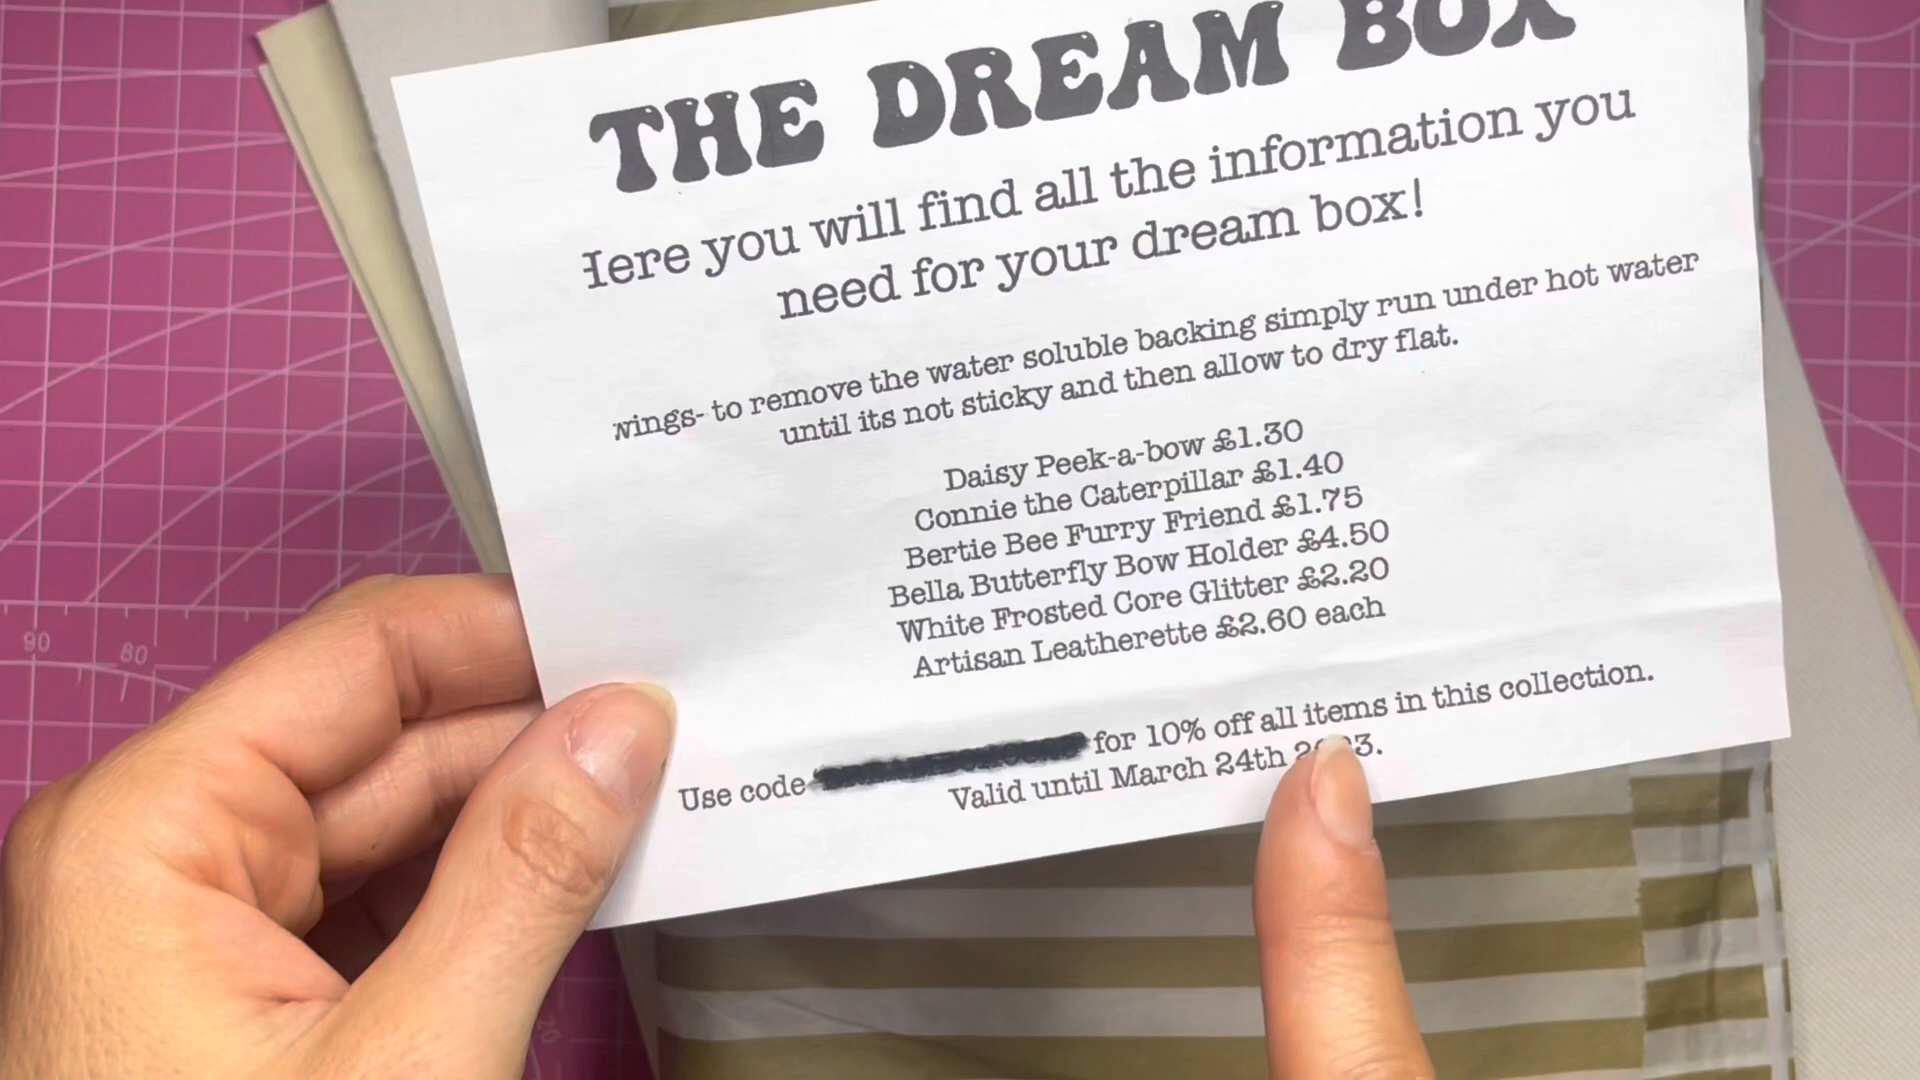 THE DREAM BOX
Here you will find all the information you
need for your dream box!
wings- to remove the water soluble backing simply run under hot water
until its not sticky and then allow to dry flat.
Daisy Peek-a-bow £1.30
Connie the Caterpillar £1.40
Bertie Bee Furry Friend £1.75
Bella Butterfly Bow Holder £4.50
White Frosted Core Glitter £2.20
Artisan Leatherette £2.60 each
Use code for 10% off all items in this collection.
Valid until March 24th
90
80
20